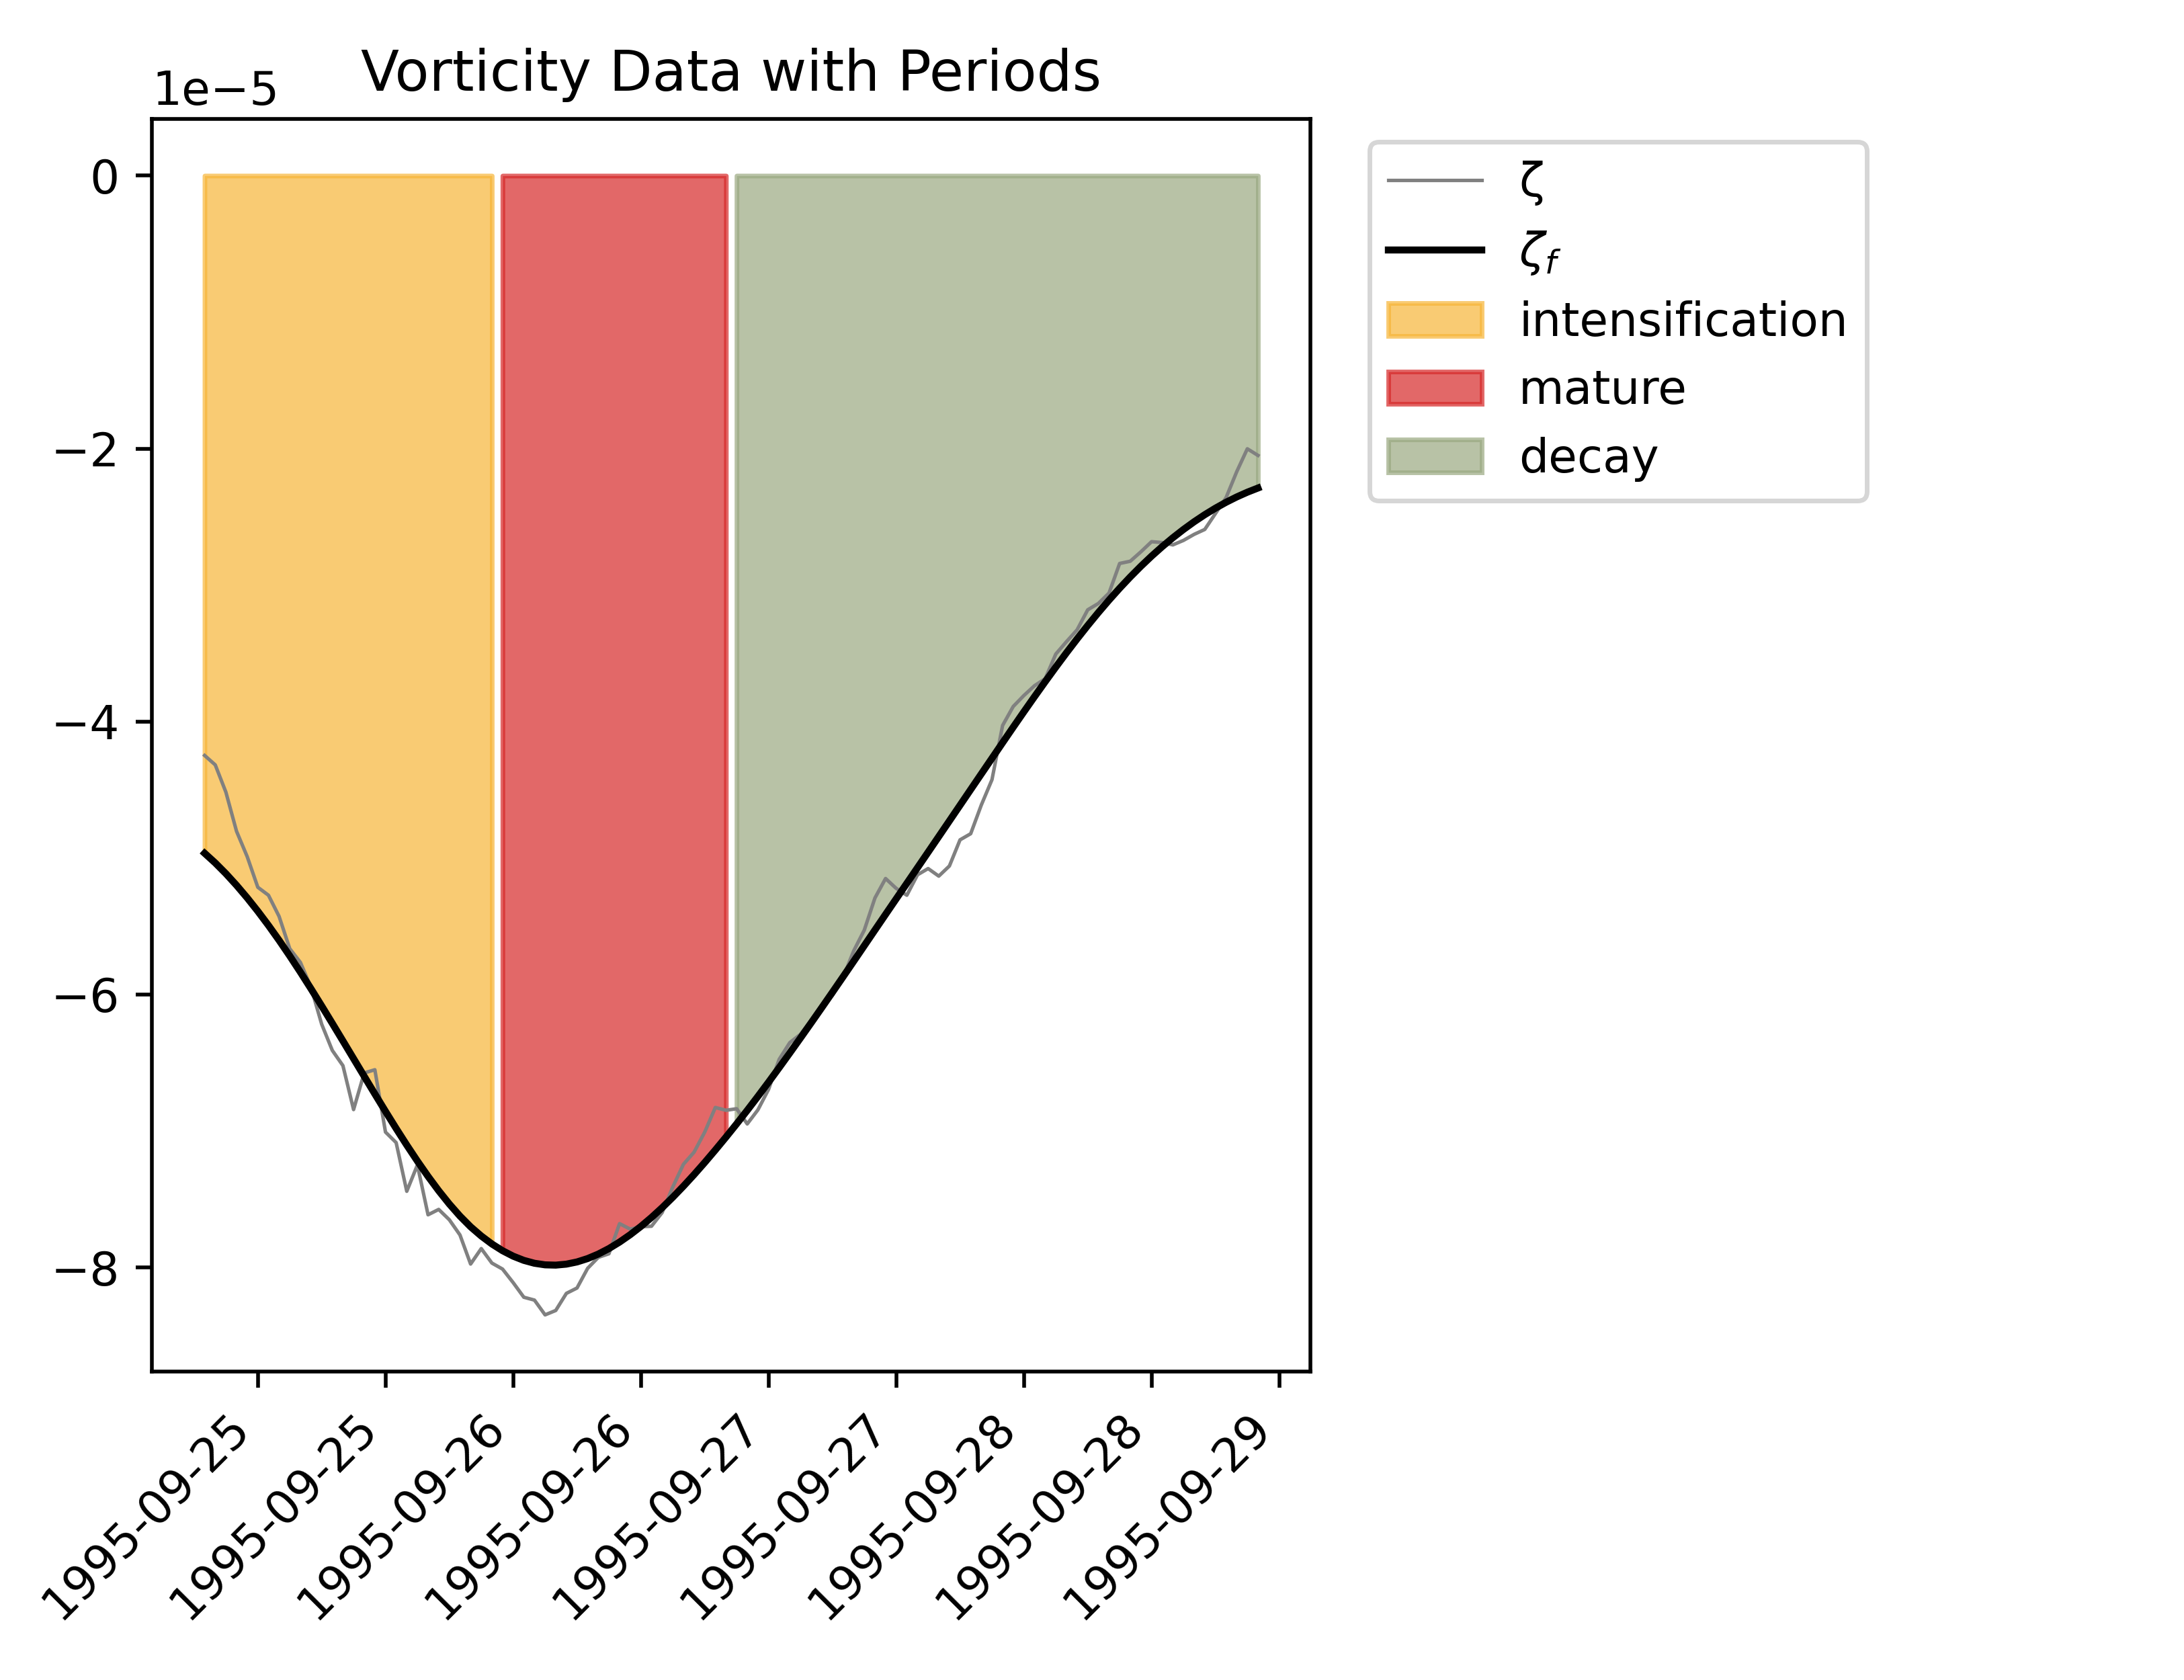 Vorticity Data with Periods
1e−5
0
−2
−4
−6
−8
1995-09-25
1995-09-25
1995-09-26
1995-09-26
1995-09-27
1995-09-27
1995-09-28
1995-09-28
1995-09-29
ζ
ζf
intensification
mature
decay